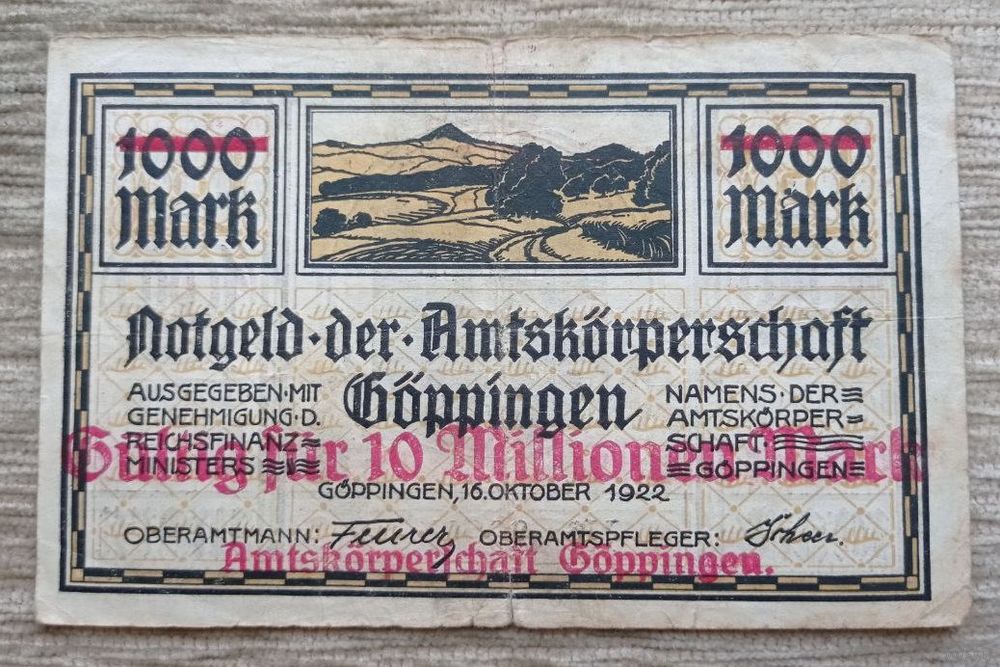 1000
Mark
1000
Mark
Notgeld·der·Amtskörperschaft
Göppingen
AUSGEGEBEN·MIT
GENEHMIGUNG·D.
REICHSFINANZ=
MINISTERS
NAMENS·DER
AMTSKÖRPER=
SCHAFT·
GÖPPINGEN
Gültig für 10 Millionen Mark
GÖPPINGEN, 16. OKTOBER 1922
OBERAMTMANN: Feurer OBERAMTSPFLEGER:
Amtskörperschaft Göppingen.